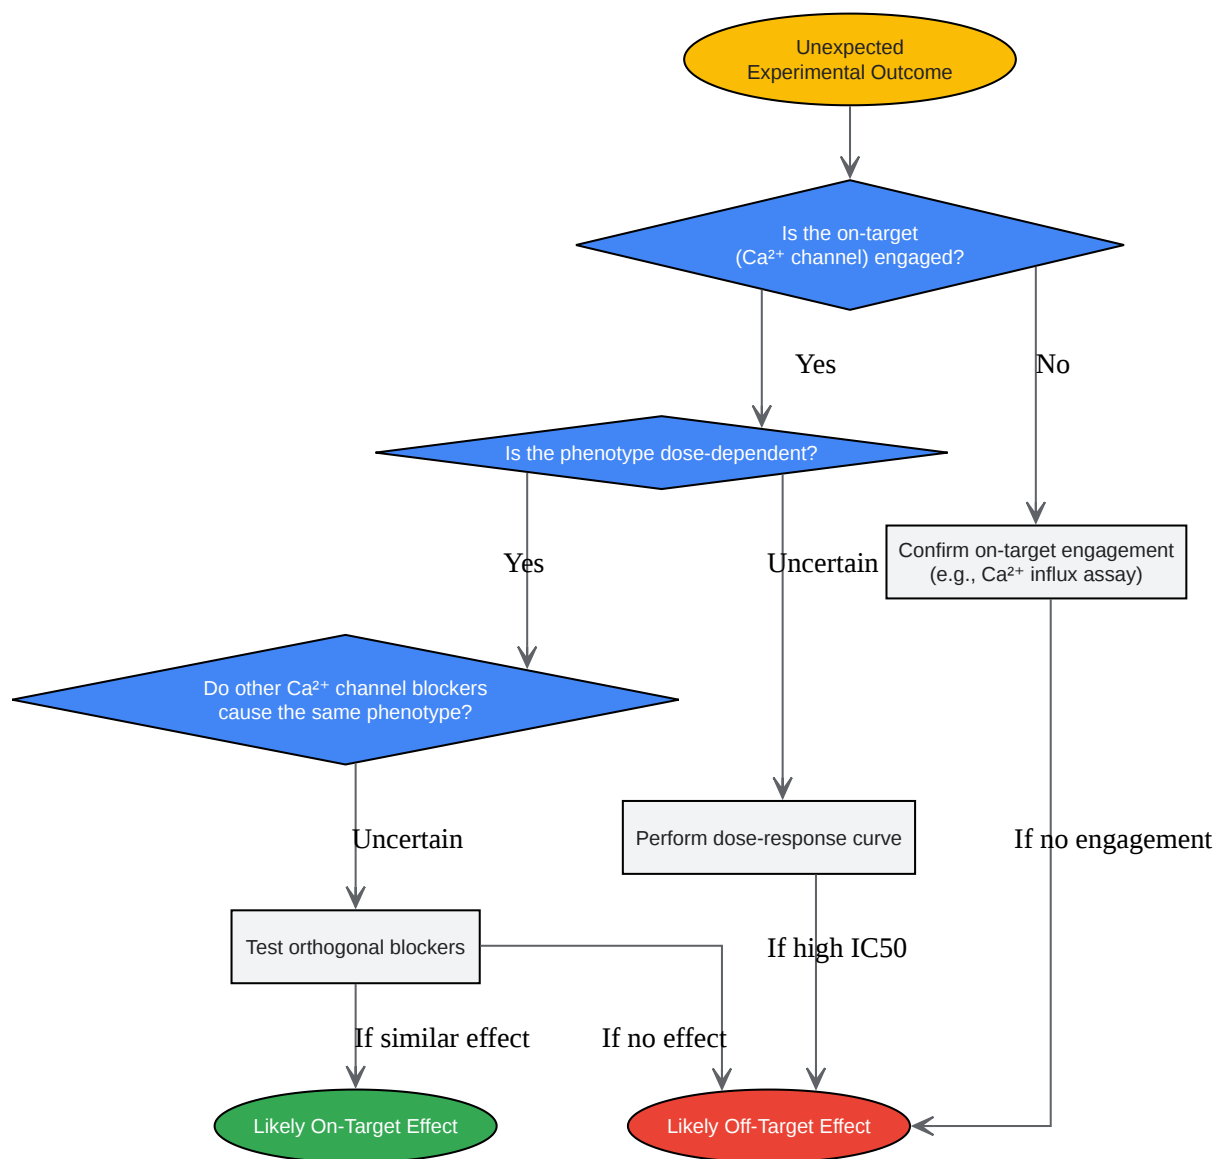 Unexpected
Experimental Outcome
Is the on-target
(Ca²⁺ channel) engaged?
Yes
No
Is the phenotype dose-dependent?
Yes
Uncertain
Confirm on-target engagement
(e.g., Ca²⁺ influx assay)
Do other Ca²⁺ channel blockers
cause the same phenotype?
Uncertain
Perform dose-response curve
If no engagement
Test orthogonal blockers
If high IC50
If similar effect
If no effect
Likely On-Target Effect
Likely Off-Target Effect